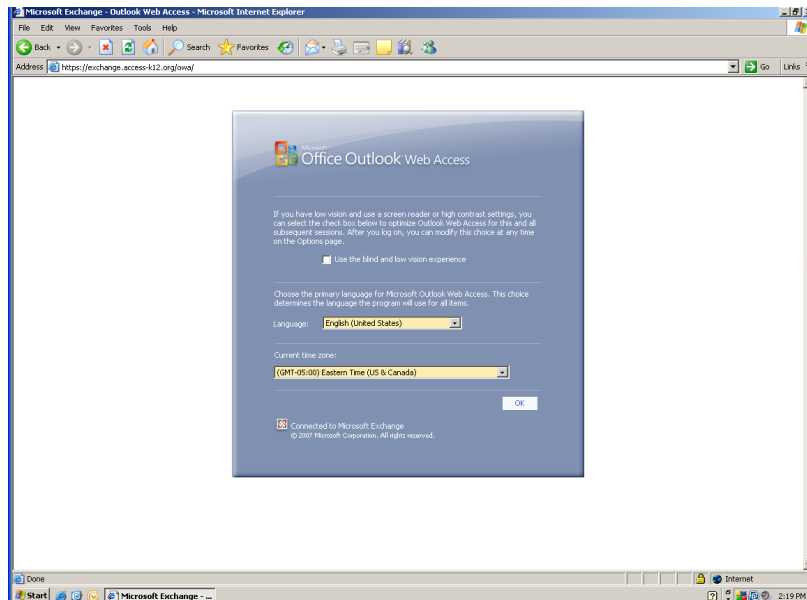 Microsoft Exchange - Outlook Web Access - Microsoft Internet Explorer
File Edit View Favorites Tools Help
Back Search Favorites
Address https://exchange.access-k12.org/owa/ Go Links
Microsoft
Office Outlook Web Access
If you have low vision and use a screen reader or high contrast settings, you
can select the check box below to optimize Outlook Web Access for this and all
subsequent sessions. After you log on, you can modify this choice at any time
on the Options page.
Use the blind and low vision experience
Choose the primary language for Microsoft Outlook Web Access. This choice
determines the language the program will use for all items.
Language: English (United States)
Current time zone:
(GMT-05:00) Eastern Time (US & Canada)
OK
Connected to Microsoft Exchange
© 2007 Microsoft Corporation. All rights reserved.
Done Internet
Start Microsoft Exchange - ... 2:19 PM